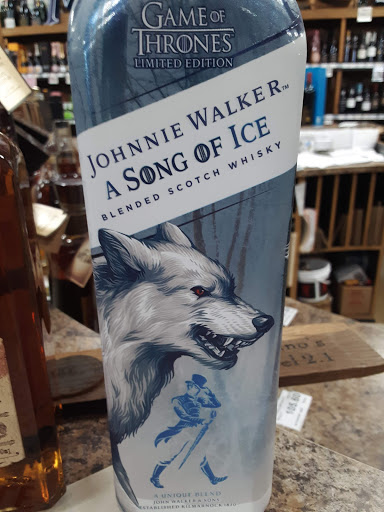 GAME OF
THRONES
LIMITED EDITION
JOHNNIE WALKER™
A SONG OF ICE
BLENDED SCOTCH WHISKY
A UNIQUE BLEND
JOHN WALKER & SONS
ESTABLISHED KILMARNOCK 1820